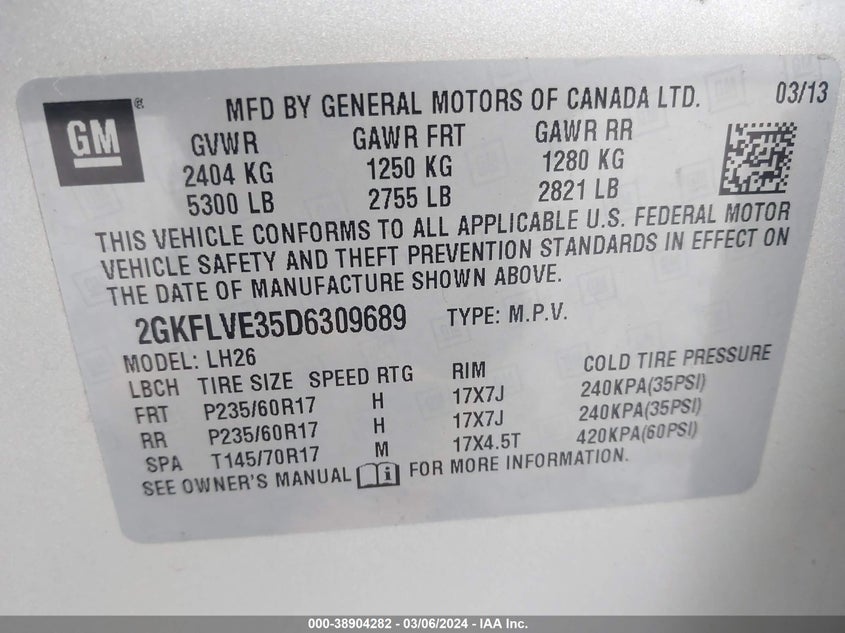 GM ®
MFD BY GENERAL MOTORS OF CANADA LTD. 03/13
GVWR GAWR FRT GAWR RR
2404 KG 1250 KG 1280 KG
5300 LB 2755 LB 2821 LB
THIS VEHICLE CONFORMS TO ALL APPLICABLE U.S. FEDERAL MOTOR
VEHICLE SAFETY AND THEFT PREVENTION STANDARDS IN EFFECT ON
THE DATE OF MANUFACTURE SHOWN ABOVE.
2GKFLVE35D6309689 TYPE: M.P.V.
MODEL: LH26
LBCH TIRE SIZE SPEED RTG RIM COLD TIRE PRESSURE
FRT P235/60R17 H 17X7J 240KPA(35PSI)
RR P235/60R17 H 17X7J 240KPA(35PSI)
SPA T145/70R17 M 17X4.5T 420KPA(60PSI)
SEE OWNER'S MANUAL i FOR MORE INFORMATION.
000-38904282 - 03/06/2024 - IAA Inc.